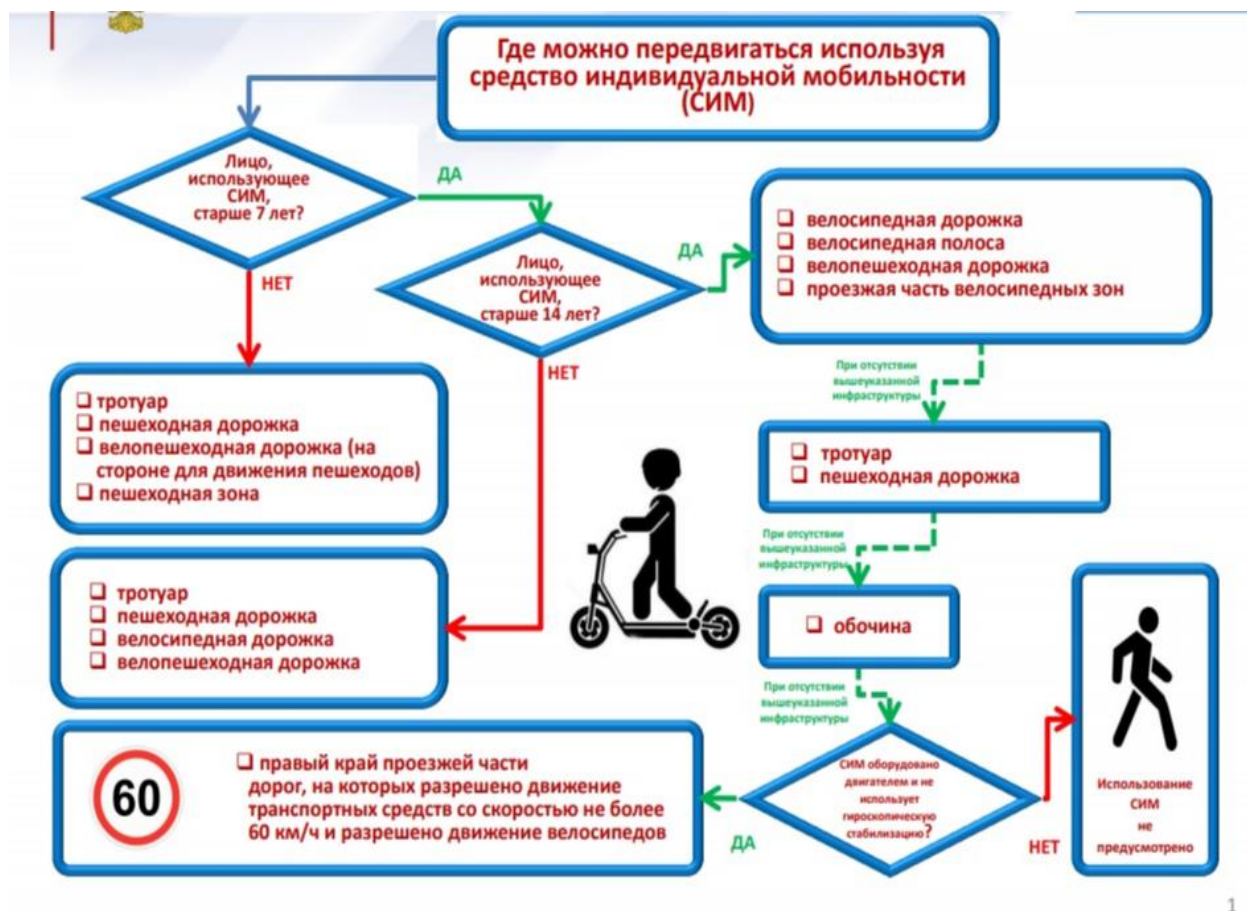 Где можно передвигаться используя
средство индивидуальной мобильности
(СИМ)
Лицо,
использующее
СИМ,
старше 7 лет?
ДА
НЕТ
Лицо,
использующее
СИМ,
старше 14 лет?
ДА
НЕТ
велосипедная дорожка
велосипедная полоса
велопешеходная дорожка
проезжая часть велосипедных зон
При отсутствии
вышеуказанной
инфраструктуры
тротуар
пешеходная дорожка
велопешеходная дорожка (на
стороне для движения пешеходов)
пешеходная зона
тротуар
пешеходная дорожка
При отсутствии
вышеуказанной
инфраструктуры
тротуар
пешеходная дорожка
велосипедная дорожка
велопешеходная дорожка
обочина
При отсутствии
вышеуказанной
инфраструктуры
СИМ оборудовано
двигателем и не
использует
гироскопическую
стабилизацию?
ДА
НЕТ
60
правый край проезжей части
дорог, на которых разрешено движение
транспортных средств со скоростью не более
60 км/ч и разрешено движение велосипедов
Использование
СИМ
не
предусмотрено
1